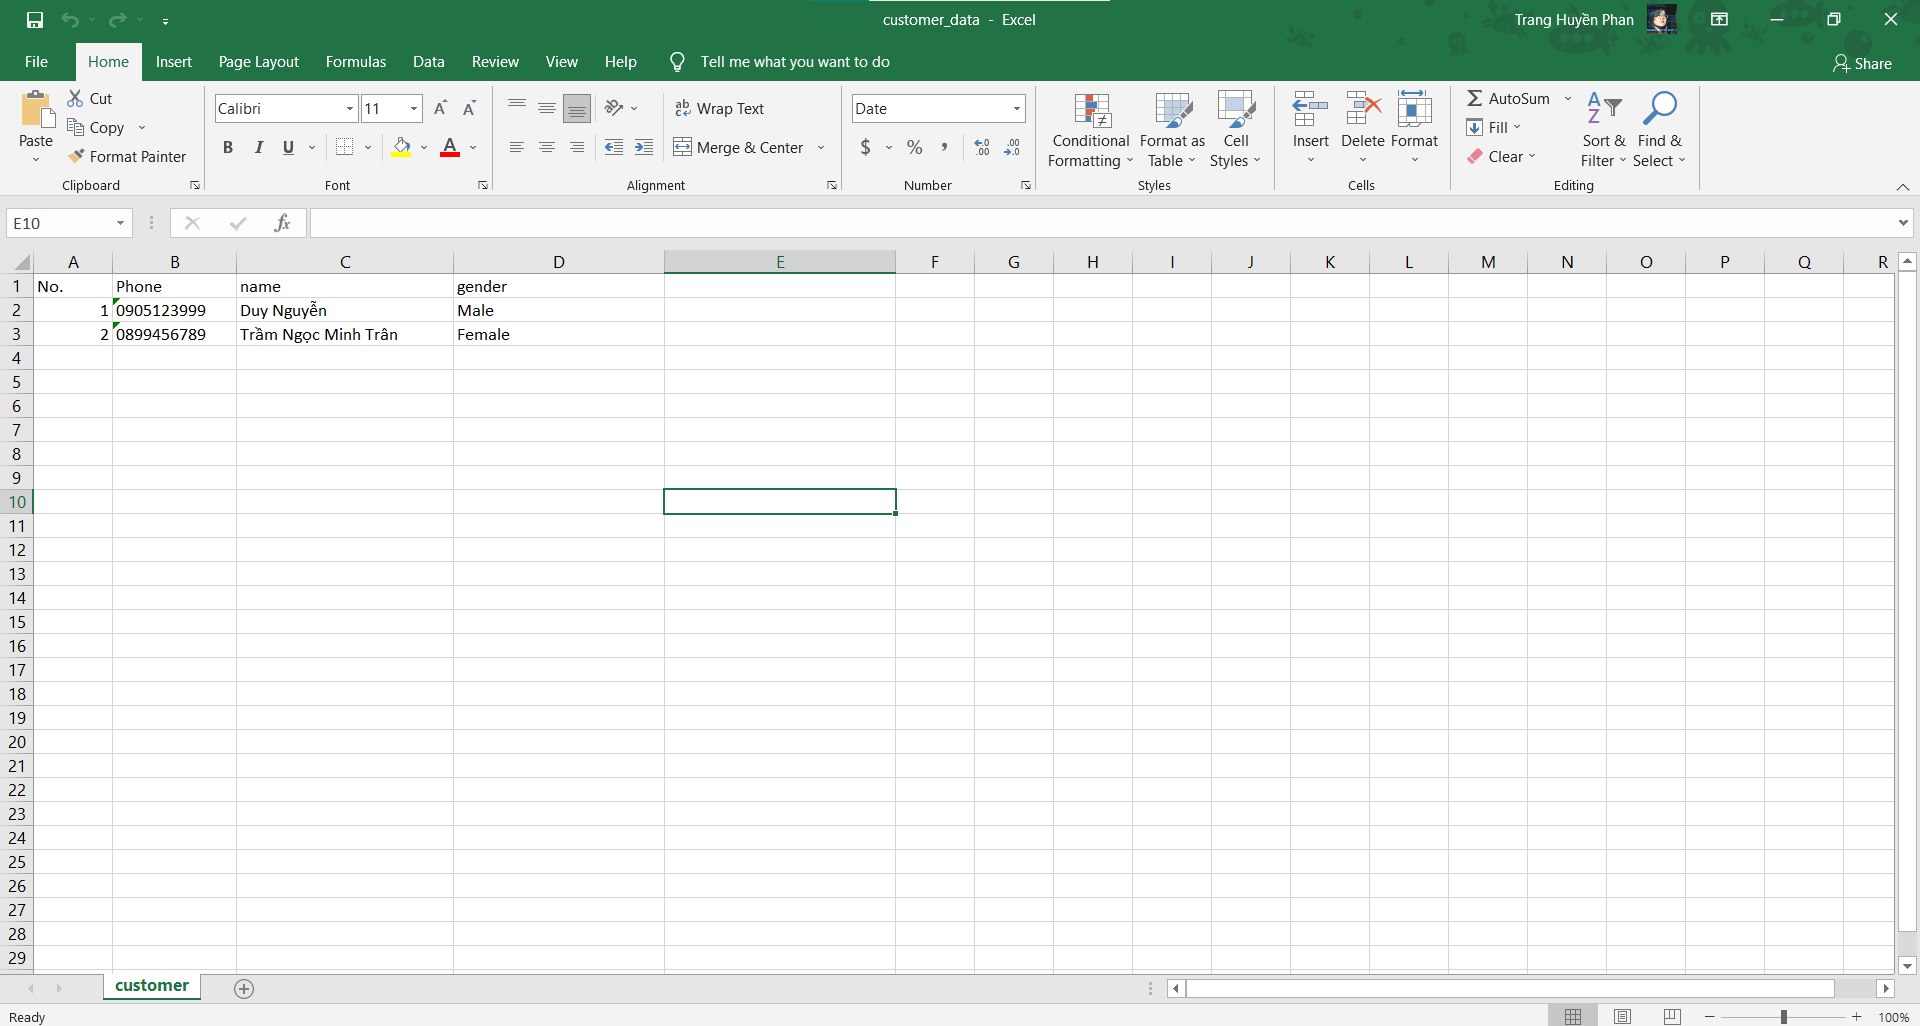 customer_data - Excel
Trang Huyền Phan
File Home Insert Page Layout Formulas Data Review View Help Tell me what you want to do Share
Paste
Cut
Copy
Format Painter
Clipboard
Calibri 11
B I U A
Font
Wrap Text
Merge & Center
Alignment
Date
$ % ,
Number
Conditional Formatting
Format as Table
Cell Styles
Styles
Insert Delete Format
Cells
AutoSum
Fill
Clear
Sort & Filter
Find & Select
Editing
E10 fx
A B C D E F G H I J K L M N O P Q R
1 No. Phone name gender
2 1 0905123999 Duy Nguyễn Male
3 2 0899456789 Trầm Ngọc Minh Trân Female
4
5
6
7
8
9
10
11
12
13
14
15
16
17
18
19
20
21
22
23
24
25
26
27
28
29
customer
Ready 100%